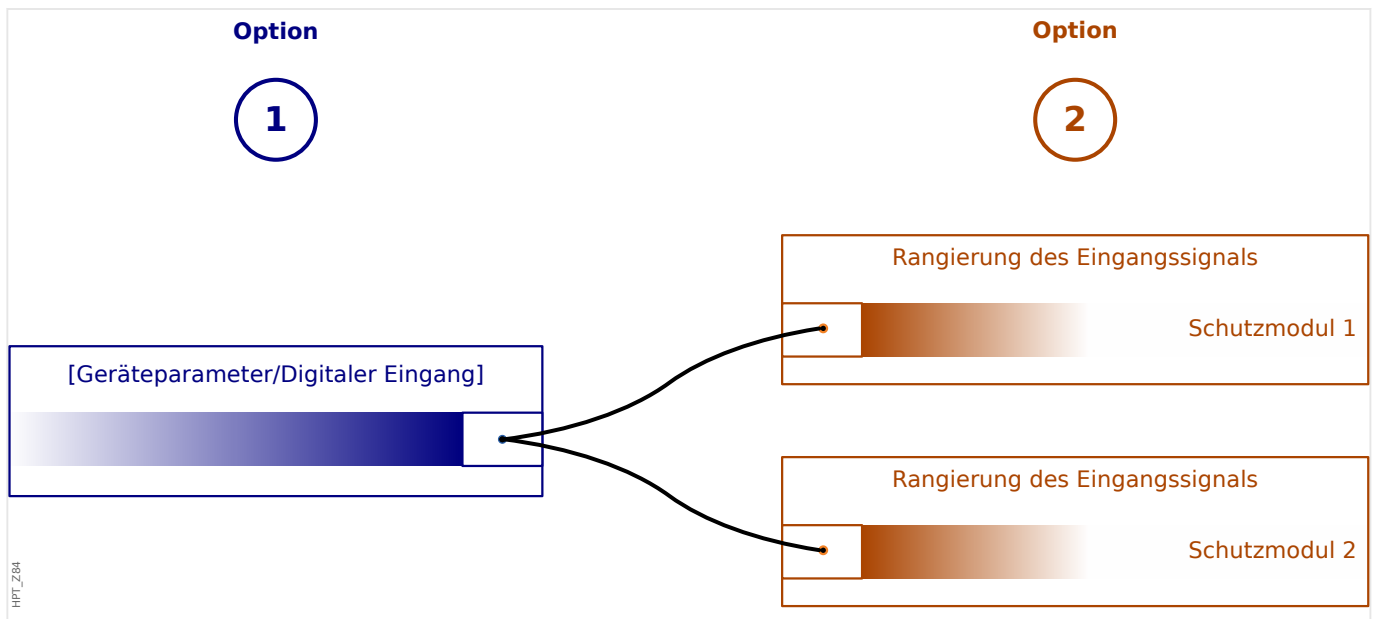 Option
1
Option
2
[Geräteparameter/Digitaler Eingang]
Rangierung des Eingangssignals
Schutzmodul 1
Rangierung des Eingangssignals
Schutzmodul 2
HPT_Z84